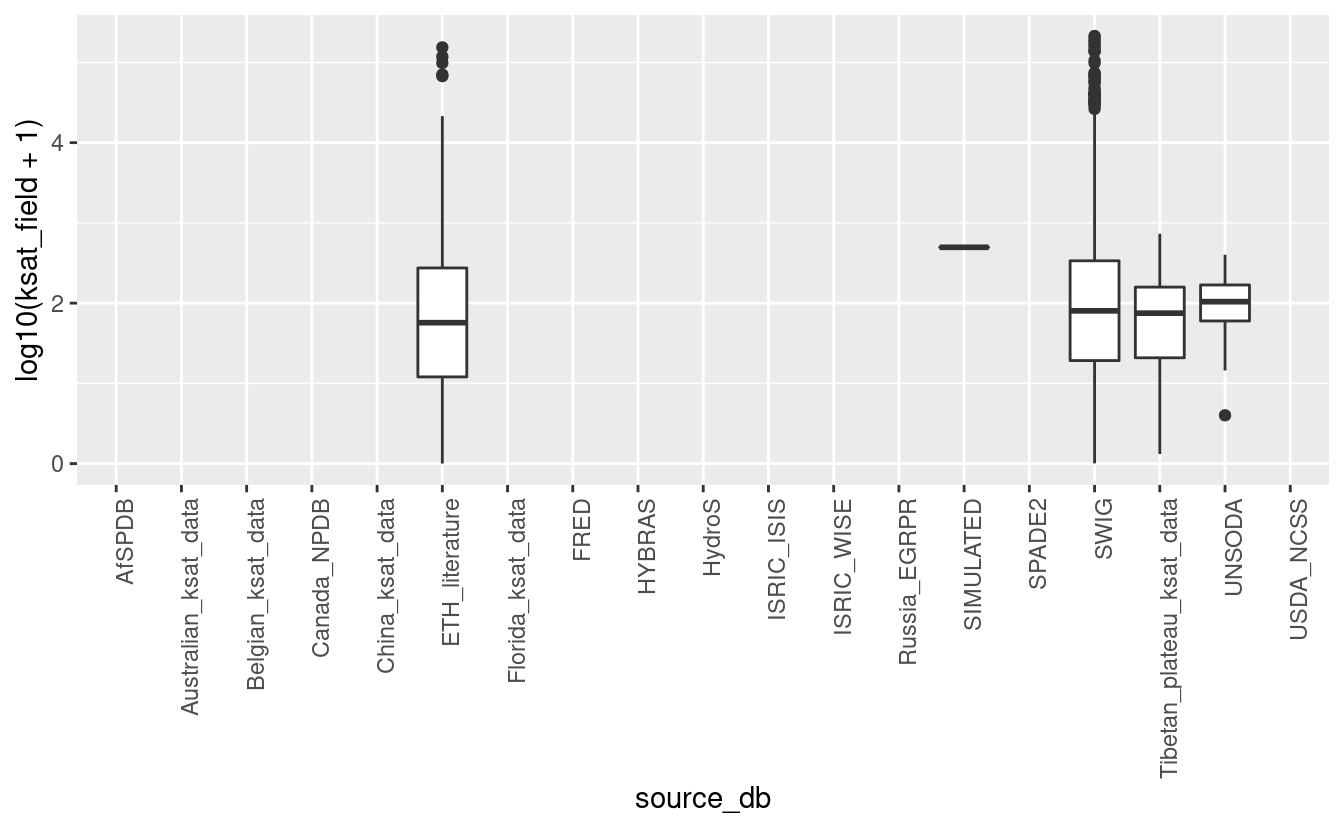 log10(ksat_field + 1)
4
2
0
AfSPDB
Australian_ksat_data
Belgian_ksat_data
Canada_NPDB
China_ksat_data
ETH_literature
Florida_ksat_data
FRED
HYBRAS
HydroS
ISRIC_ISIS
ISRIC_WISE
Russia_EGRPR
SIMULATED
SPADE2
SWIG
Tibetan_plateau_ksat_data
UNSODA
USDA_NCSS
source_db